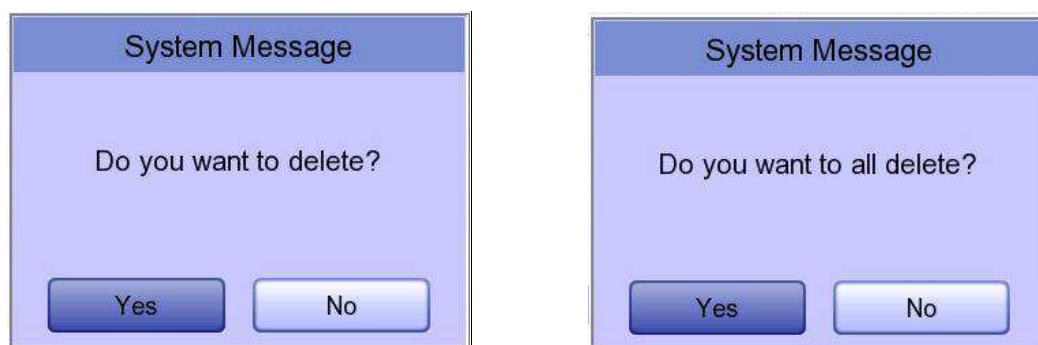 System Message
Do you want to delete?
Yes
No
System Message
Do you want to all delete?
Yes
No